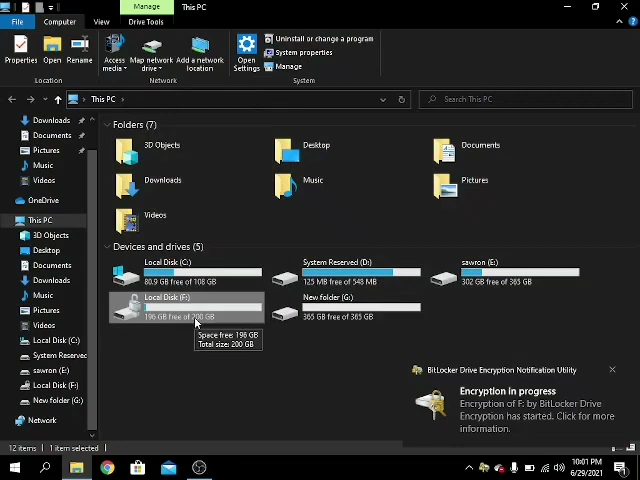 Manage
This PC
File
Computer
View
Drive Tools
Properties
Open
Rename
Access media
Map network drive
Add a network location
Open Settings
Uninstall or change a program
System properties
Manage
Location
Network
System
This PC
Search This PC
Downloads
Documents
Pictures
Music
Videos
OneDrive
This PC
3D Objects
Desktop
Documents
Downloads
Music
Pictures
Videos
Local Disk (C:)
System Reserved
sawron (E:)
Local Disk (F:)
New folder (G:)
Network
Folders (7)
3D Objects
Desktop
Documents
Downloads
Music
Pictures
Videos
Devices and drives (5)
Local Disk (C:)
80.9 GB free of 108 GB
System Reserved (D:)
125 MB free of 548 MB
sawron (E:)
302 GB free of 365 GB
Local Disk (F:)
196 GB free of 200 GB
New folder (G:)
365 GB free of 365 GB
Space free: 196 GB
Total size: 200 GB
BitLocker Drive Encryption Notification Utility
Encryption in progress
Encryption of F: by BitLocker Drive
Encryption has started. Click for more
information.
12 items
1 item selected
10:01 PM
6/29/2021
1